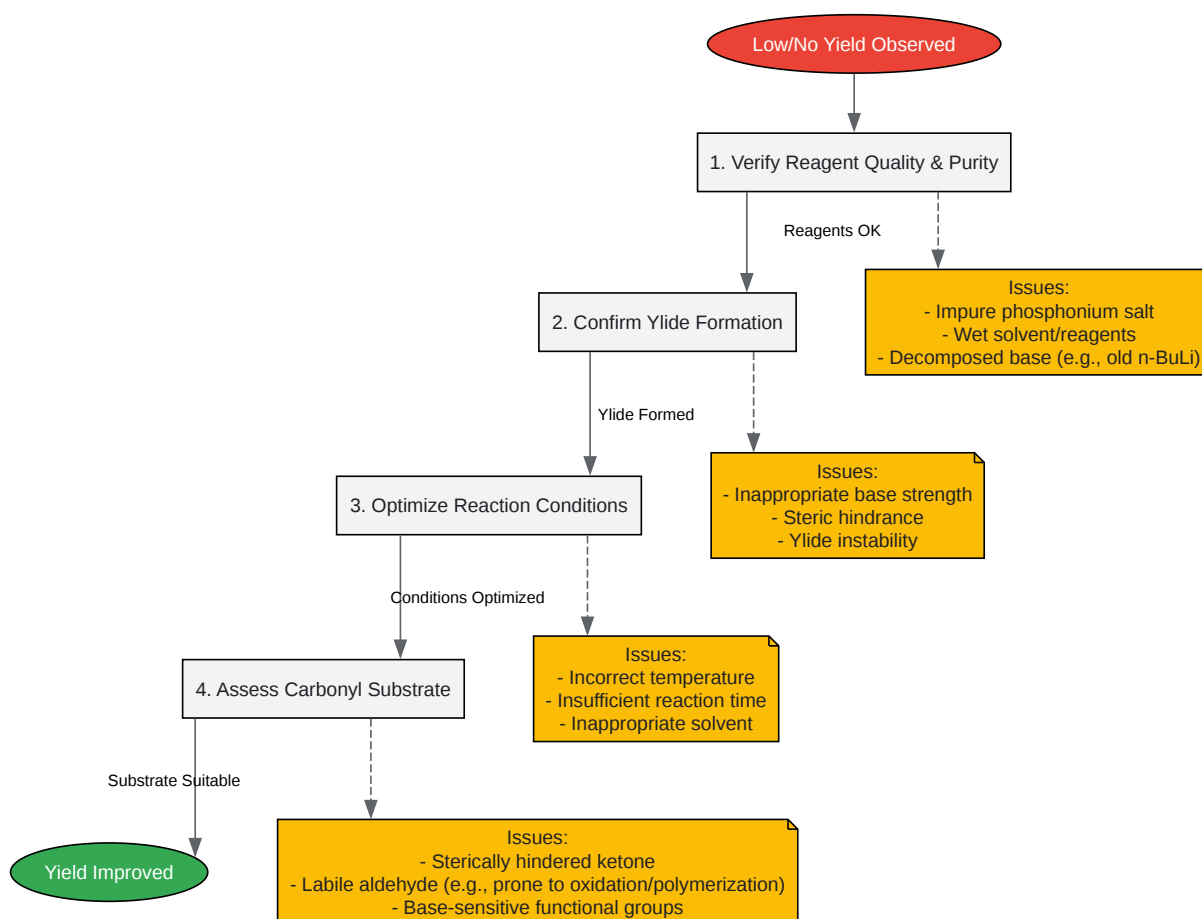 Low/No Yield Observed
1. Verify Reagent Quality & Purity
Reagents OK
Issues:
- Impure phosphonium salt
- Wet solvent/reagents
- Decomposed base (e.g., old n-BuLi)
2. Confirm Ylide Formation
Ylide Formed
Issues:
- Inappropriate base strength
- Steric hindrance
- Ylide instability
3. Optimize Reaction Conditions
Conditions Optimized
Issues:
- Incorrect temperature
- Insufficient reaction time
- Inappropriate solvent
4. Assess Carbonyl Substrate
Substrate Suitable
Issues:
- Sterically hindered ketone
- Labile aldehyde (e.g., prone to oxidation/polymerization)
- Base-sensitive functional groups
Yield Improved